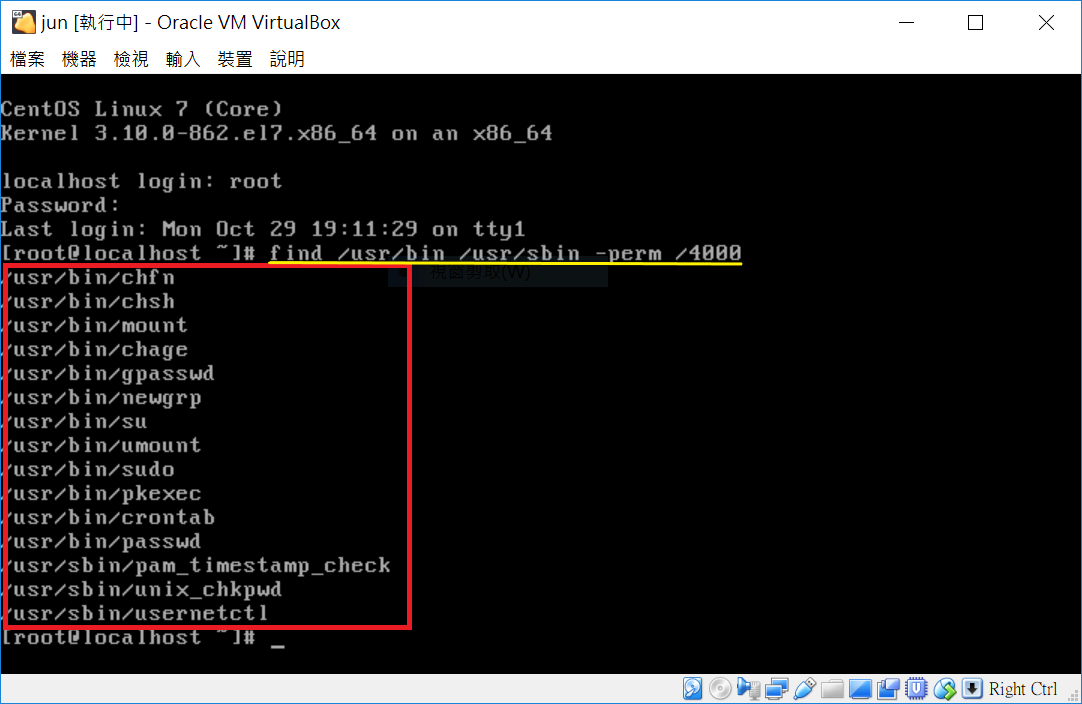 jun [執行中] - Oracle VM VirtualBox
檔案 機器 檢視 輸入 裝置 說明
CentOS Linux 7 (Core)
Kernel 3.10.0-862.el7.x86_64 on an x86_64
localhost login: root
Password:
Last login: Mon Oct 29 19:11:29 on tty1
[root@localhost ~]# find /usr/bin /usr/sbin -perm /4000
視窗剪取(W)
/usr/bin/chfn
/usr/bin/chsh
/usr/bin/mount
/usr/bin/chage
/usr/bin/gpasswd
/usr/bin/newgrp
/usr/bin/su
/usr/bin/umount
/usr/bin/sudo
/usr/bin/pkexec
/usr/bin/crontab
/usr/bin/passwd
/usr/sbin/pam_timestamp_check
/usr/sbin/unix_chkpwd
/usr/sbin/usernetctl
[root@localhost ~]# _
Right Ctrl